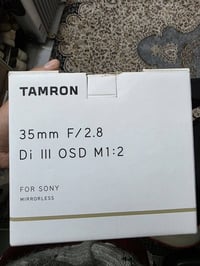 TAMRON
35mm F/2.8
Di III OSD M1:2
FOR SONY
MIRRORLESS